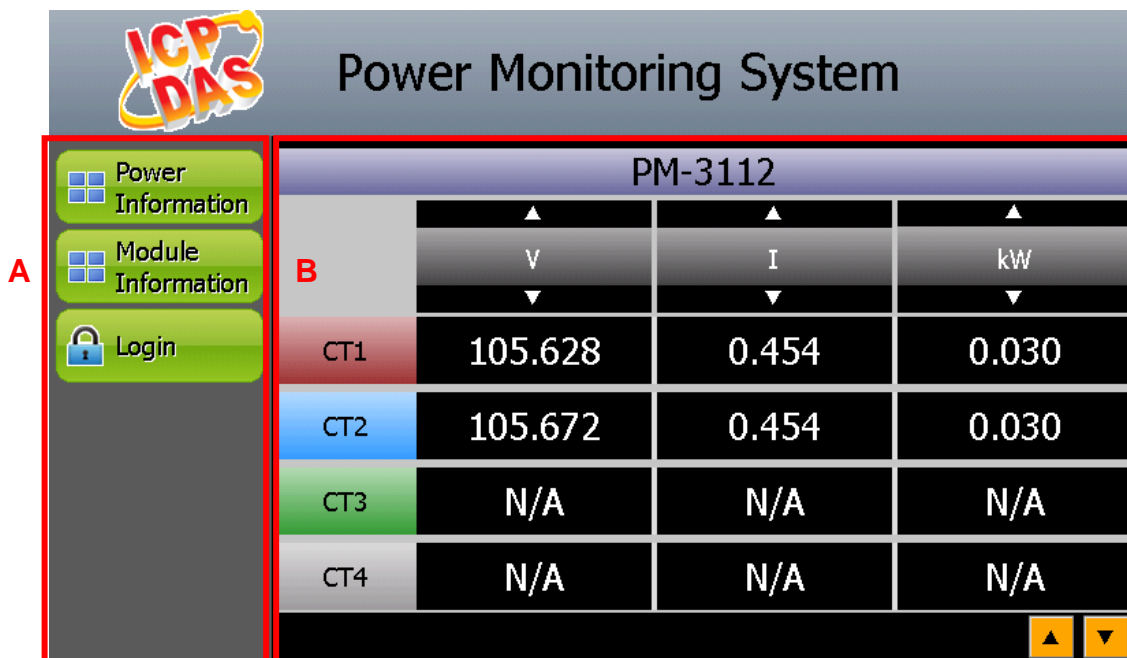 ICP
DAS
Power Monitoring System
A
Power
Information
Module
Information
Login
B
PM-3112
V I kW
CT1 105.628 0.454 0.030
CT2 105.672 0.454 0.030
CT3 N/A N/A N/A
CT4 N/A N/A N/A